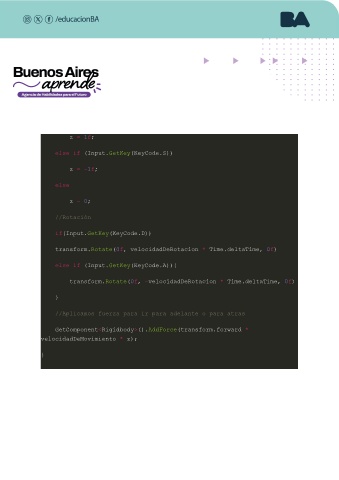 /educacionBA
BA
Buenos Aires
aprende
Agencia de Habilidades para el Futuro
z = 1f;
else if (Input.GetKey(KeyCode.S))
z = -1f;
else
z = 0;
//Rotación
if(Input.GetKey(KeyCode.D))
transform.Rotate(0f, velocidadDeRotacion * Time.deltaTime, 0f)
else if (Input.GetKey(KeyCode.A))
transform.Rotate(0f, -velocidadDeRotacion * Time.deltaTime, 0f)
}
//Aplicamos fuerza para ir para adelante o para atras
GetComponent<Rigidbody>().AddForce(transform.forward *
velocidadDeMovimiento * z);
}